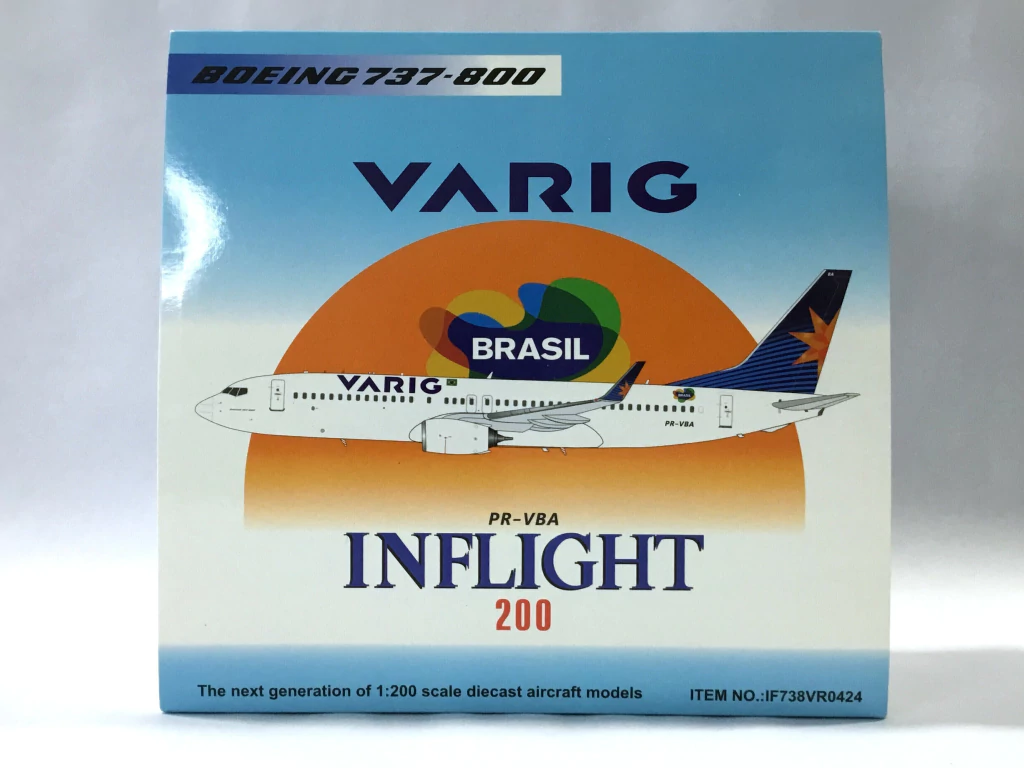 BOEING 737-800
VARIG
BRASIL
VARIG
PR-VBA
PR-VBA
INFLIGHT
200
The next generation of 1:200 scale diecast aircraft models
ITEM NO.:IF738VR0424